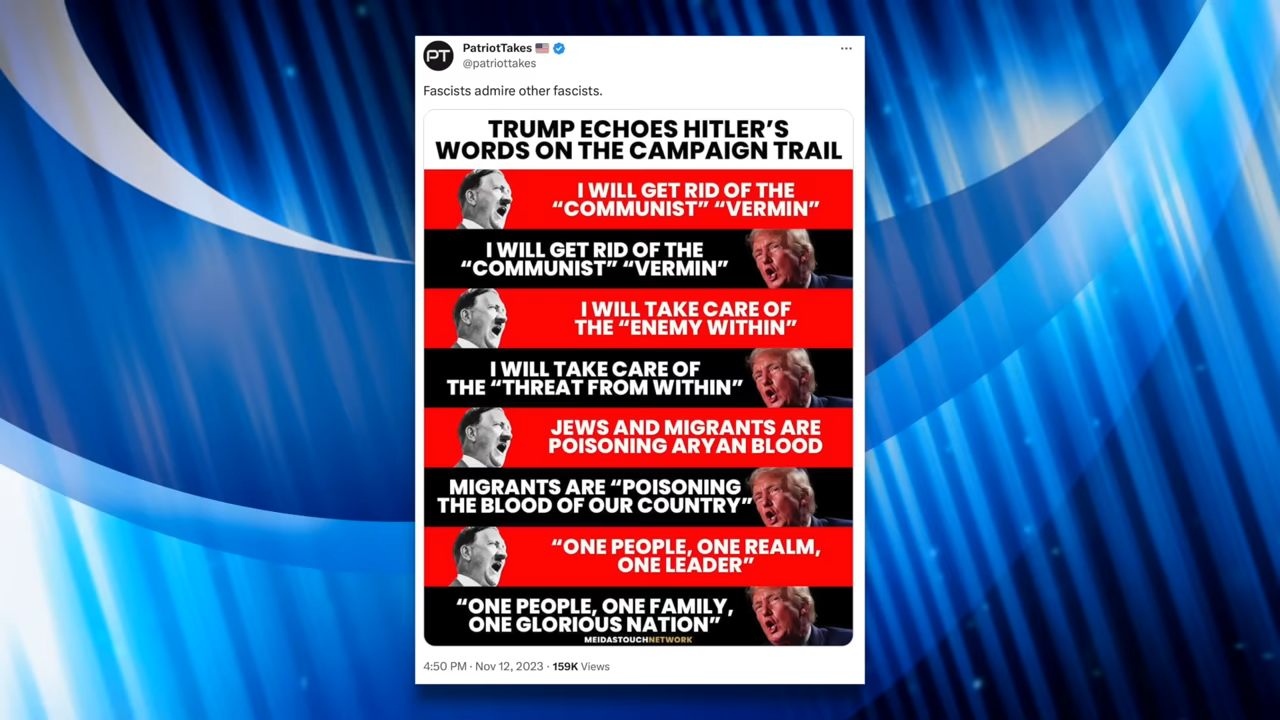 PT
PatriotTakes 🇺🇸
@patriottakes
Fascists admire other fascists.
TRUMP ECHOES HITLER'S
WORDS ON THE CAMPAIGN TRAIL
I WILL GET RID OF THE
“COMMUNIST” “VERMIN”
I WILL GET RID OF THE
“COMMUNIST” “VERMIN”
I WILL TAKE CARE OF
THE “ENEMY WITHIN”
I WILL TAKE CARE OF
THE “THREAT FROM WITHIN”
JEWS AND MIGRANTS ARE
POISONING ARYAN BLOOD
MIGRANTS ARE “POISONING
THE BLOOD OF OUR COUNTRY”
“ONE PEOPLE, ONE REALM,
ONE LEADER”
“ONE PEOPLE, ONE FAMILY,
ONE GLORIOUS NATION”
MEIDASTOUCHNETWORK
4:50 PM · Nov 12, 2023 · 159K Views